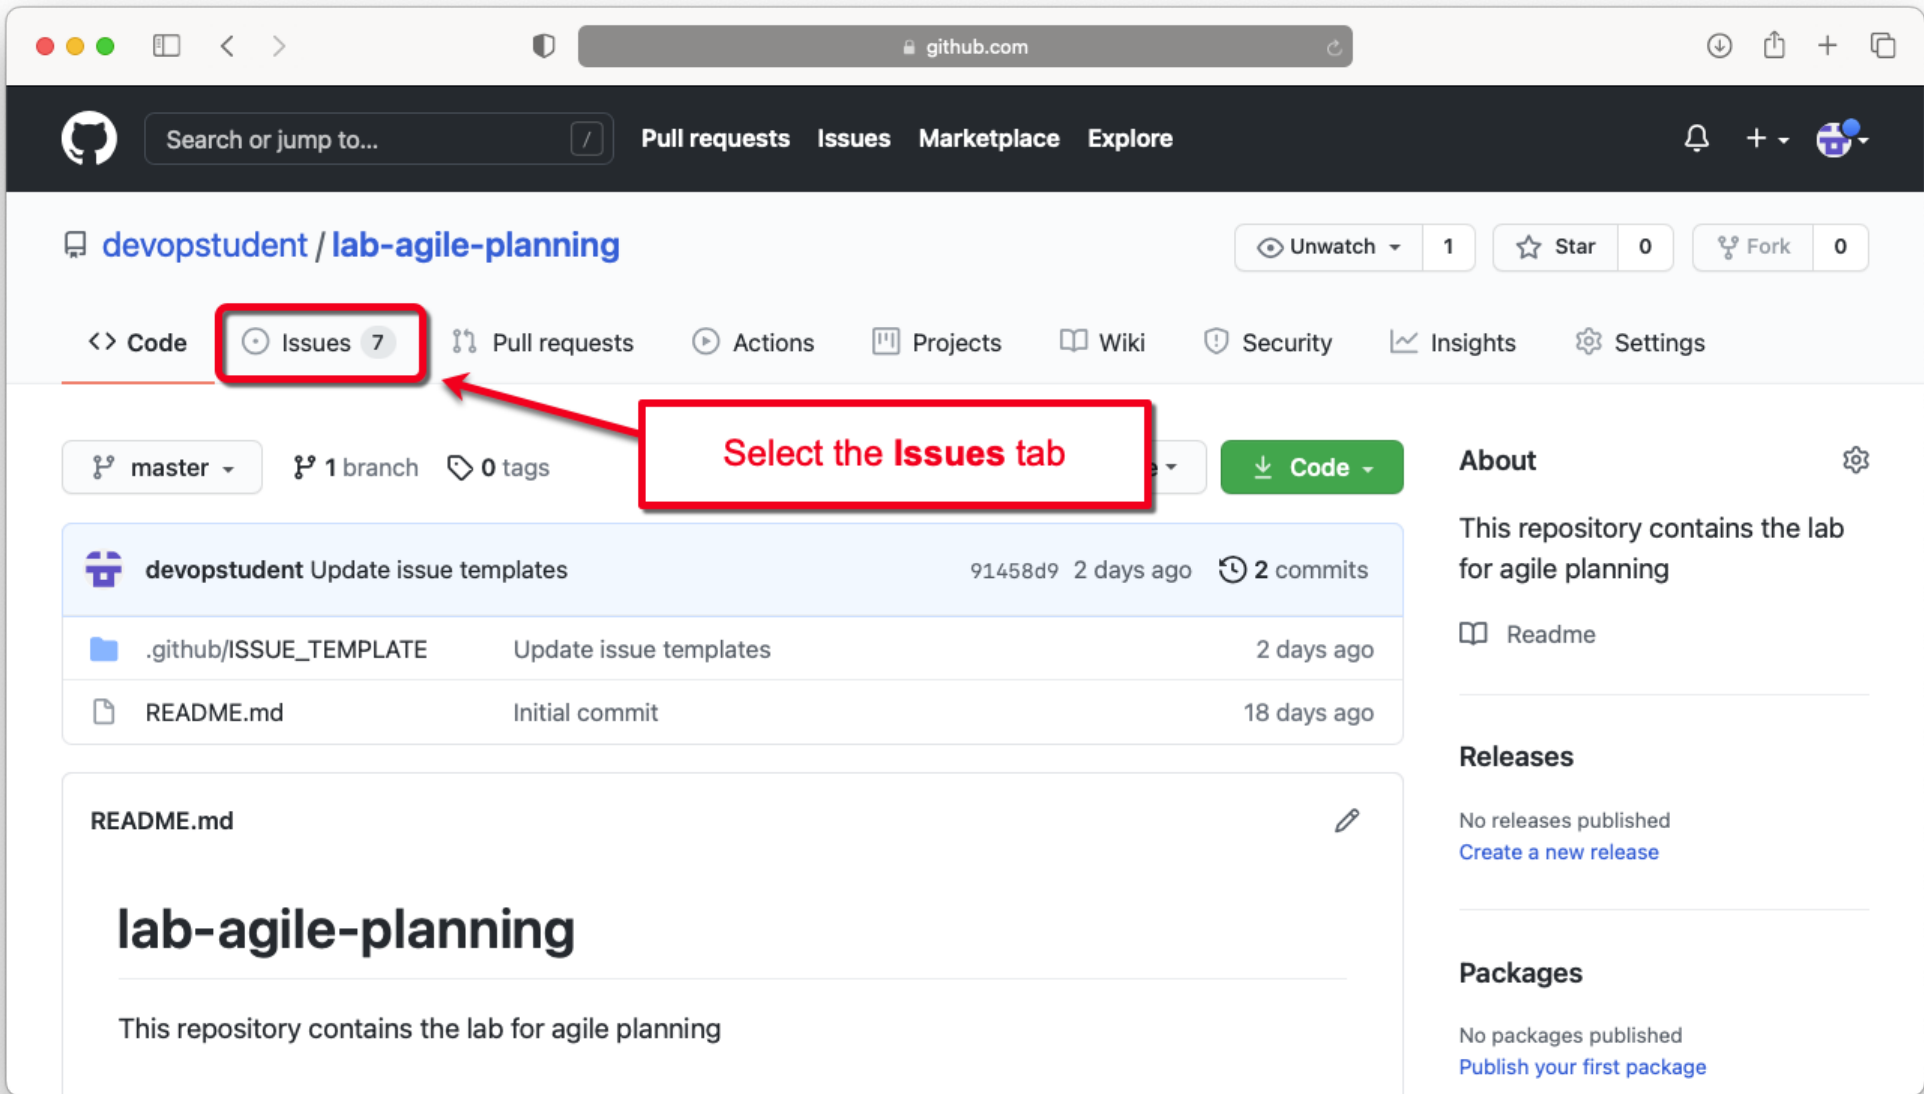 github.com
Search or jump to... / Pull requests Issues Marketplace Explore
devopstudent / lab-agile-planning Unwatch 1 Star 0 Fork 0
Code Issues 7 Pull requests Actions Projects Wiki Security Insights Settings
Select the Issues tab
master 1 branch 0 tags Code About
This repository contains the lab
for agile planning
Readme
devopstudent Update issue templates 91458d9 2 days ago 2 commits
.github/ISSUE_TEMPLATE Update issue templates 2 days ago
README.md Initial commit 18 days ago
Releases
No releases published
Create a new release
README.md
lab-agile-planning
This repository contains the lab for agile planning
Packages
No packages published
Publish your first package